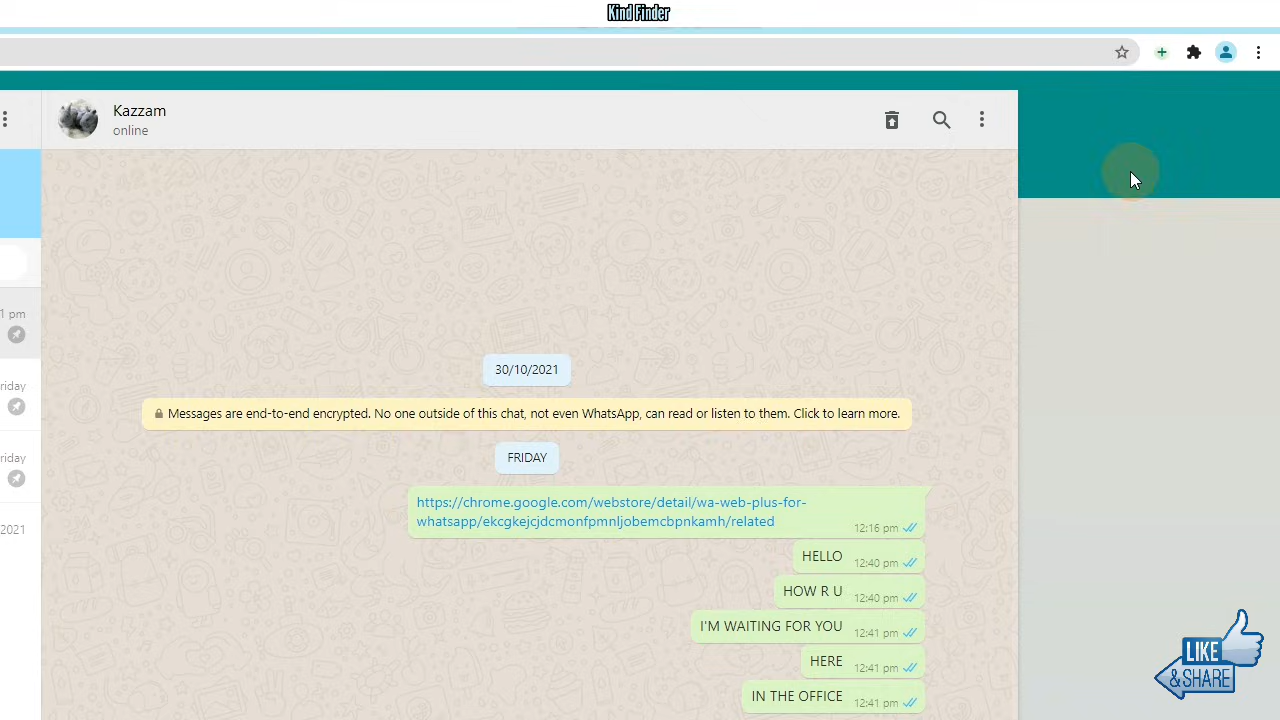 Kind Finder
Kazzam
online
1 pm
riday
riday
2021
30/10/2021
Messages are end-to-end encrypted. No one outside of this chat, not even WhatsApp, can read or listen to them. Click to learn more.
FRIDAY
https://chrome.google.com/webstore/detail/wa-web-plus-for-
whatsapp/ekcgkejcjdcmonfpmnljobemcbpnkamh/related
12:16 pm
HELLO 12:40 pm
HOW R U 12:40 pm
I'M WAITING FOR YOU 12:41 pm
HERE 12:41 pm
IN THE OFFICE 12:41 pm
LIKE
& SHARE